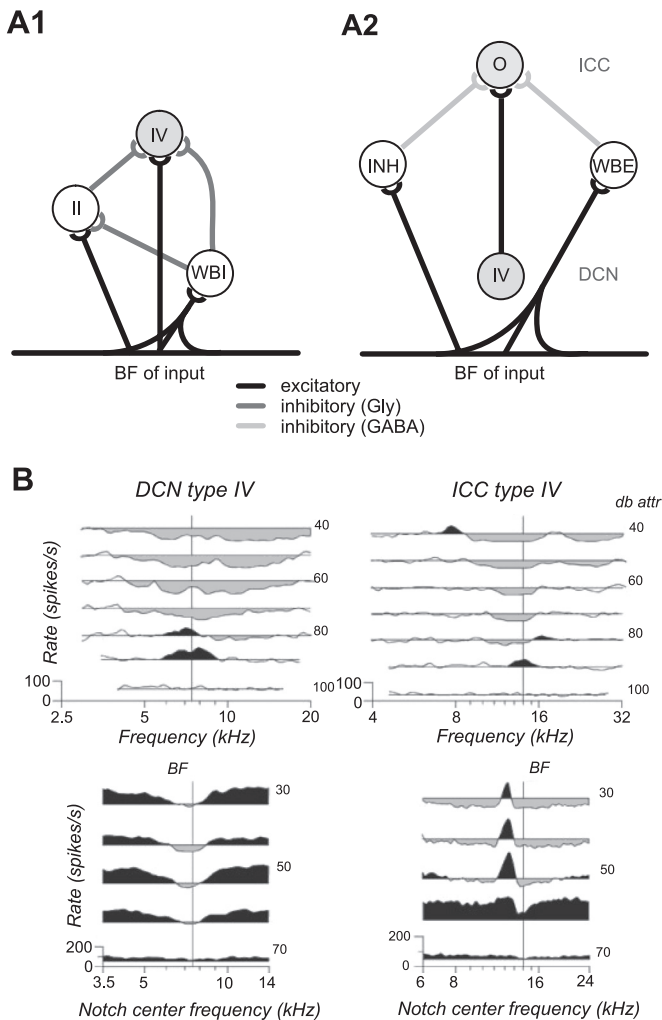 A1
A2
O
ICC
IV
INH
WBE
II
WBI
IV
DCN
BF of input
BF of input
excitatory
inhibitory (Gly)
inhibitory (GABA)
B
DCN type IV
ICC type IV
db attn
40
40
60
60
80
80
100
100
Rate (spikes/s)
100
0
100
0
2.5
5
10
20
4
8
16
32
Frequency (kHz)
Frequency (kHz)
BF
BF
30
30
50
50
70
70
Rate (spikes/s)
200
0
200
0
3.5
5
10
14
6
8
16
24
Notch center frequency (kHz)
Notch center frequency (kHz)